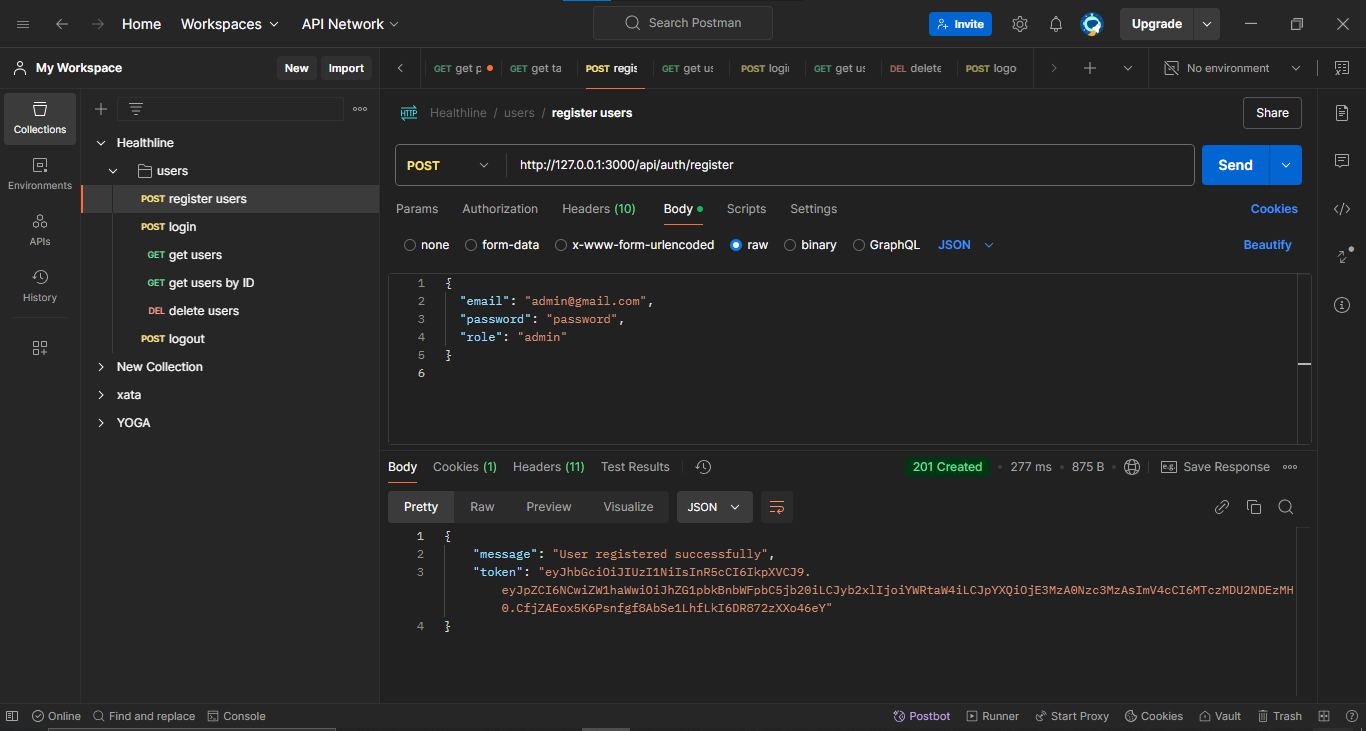 Home Workspaces API Network Search Postman Invite Upgrade
My Workspace New Import GET get p GET get ta POST regis GET get us POST logi GET get us DEL delete POST logo No environment
Collections
Environments
APIs
History
Healthline
users
POST register users
POST login
GET get users
GET get users by ID
DEL delete users
POST logout
New Collection
xata
YOGA
HTTP Healthline / users / register users Share
POST http://127.0.0.1:3000/api/auth/register Send
Params Authorization Headers (10) Body Scripts Settings Cookies
none form-data x-www-form-urlencoded raw binary GraphQL JSON Beautify
1 {
2 "email": "admin@gmail.com",
3 "password": "password",
4 "role": "admin"
5 }
6
Body Cookies (1) Headers (11) Test Results 201 Created 277 ms 875 B e.g. Save Response
Pretty Raw Preview Visualize JSON
1 {
2 "message": "User registered successfully",
3 "token": "eyJhbGciOiJIUzI1NiIsInR5cCI6IkpXVCJ9.
eyJpZCI6NCwiZW1haWwiOiJhZG1pbkBnbWFpbC5jb20iLCJyb2xlIjoiYWRtaW4iLCJpYXQiOjE3MzA0Nzc3MzAsImV4cCI6MTczMDU2NDEzMH
0.CfjZAEox5K6Psnfgf8AbSe1LhfLkI6DR872zXXo46eY"
4 }
Online Find and replace Console Postbot Runner Start Proxy Cookies Vault Trash